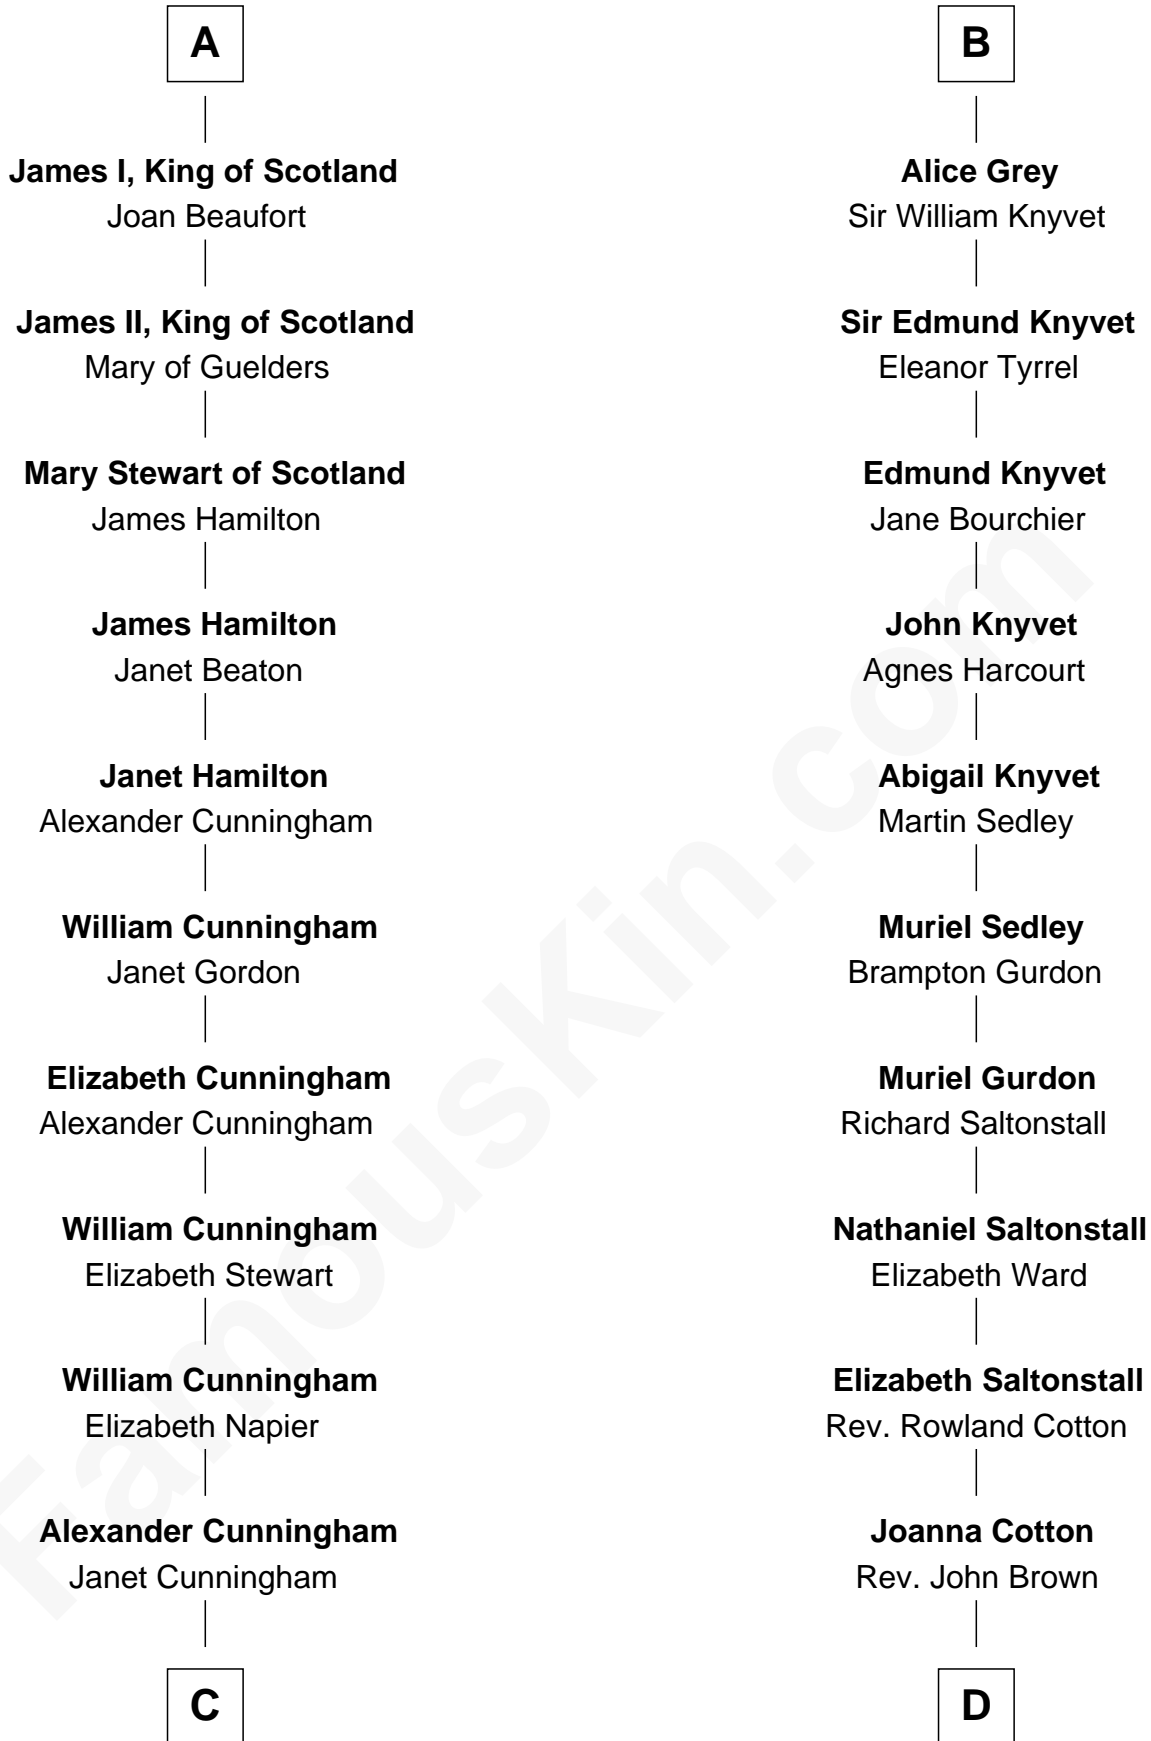 A
James I, King of Scotland
Joan Beaufort
James II, King of Scotland
Mary of Guelders
Mary Stewart of Scotland
James Hamilton
James Hamilton
Janet Beaton
Janet Hamilton
Alexander Cunningham
William Cunningham
Janet Gordon
Elizabeth Cunningham
Alexander Cunningham
William Cunningham
Elizabeth Stewart
William Cunningham
Elizabeth Napier
Alexander Cunningham
Janet Cunningham
C
B
Alice Grey
Sir William Knyvet
Sir Edmund Knyvet
Eleanor Tyrrel
Edmund Knyvet
Jane Bourchier
John Knyvet
Agnes Harcourt
Abigail Knyvet
Martin Sedley
Muriel Sedley
Brampton Gurdon
Muriel Gurdon
Richard Saltonstall
Nathaniel Saltonstall
Elizabeth Ward
Elizabeth Saltonstall
Rev. Rowland Cotton
Joanna Cotton
Rev. John Brown
D
FamousKin.com